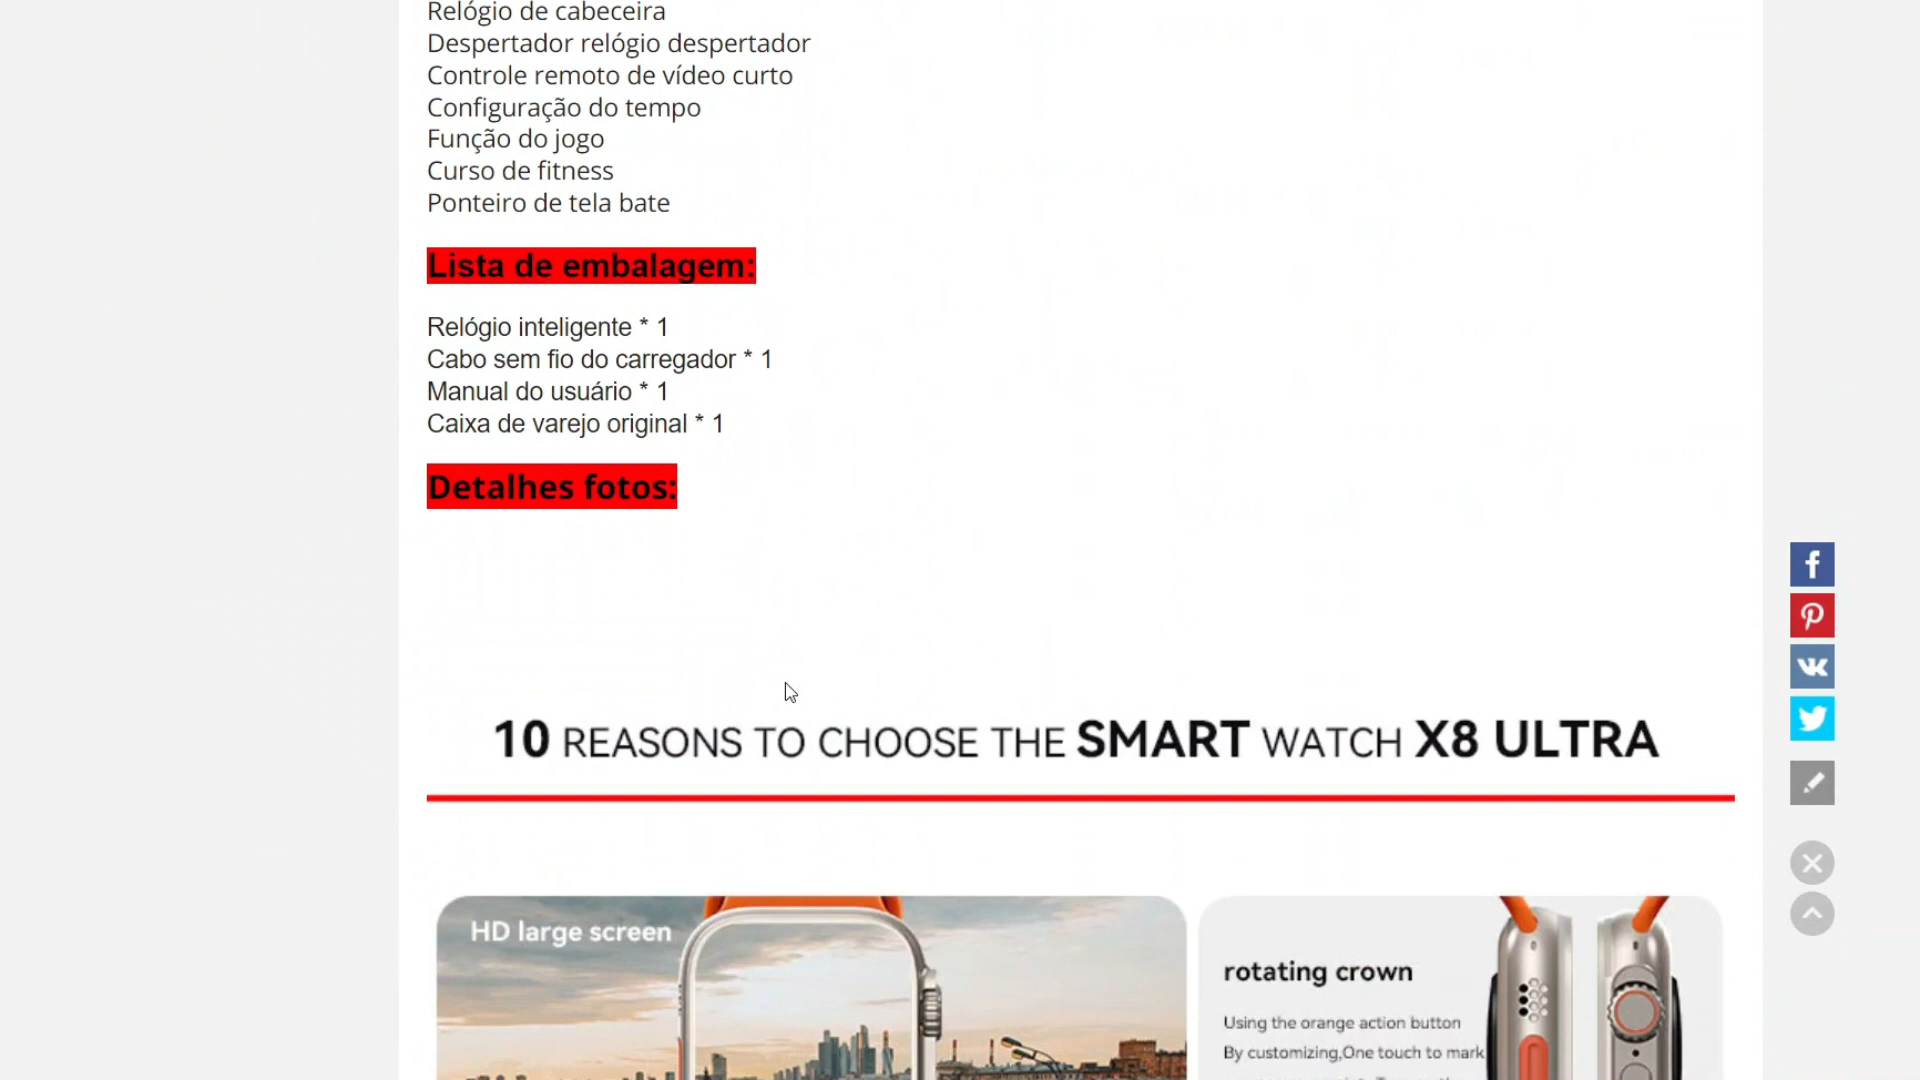 Relógio de cabeceira
Despertador relógio despertador
Controle remoto de vídeo curto
Configuração do tempo
Função do jogo
Curso de fitness
Ponteiro de tela bate
Lista de embalagem:
Relógio inteligente * 1
Cabo sem fio do carregador * 1
Manual do usuário * 1
Caixa de varejo original * 1
Detalhes fotos:
10 REASONS TO CHOOSE THE SMART WATCH X8 ULTRA
HD large screen
rotating crown
Using the orange action button
By customizing,One touch to mark